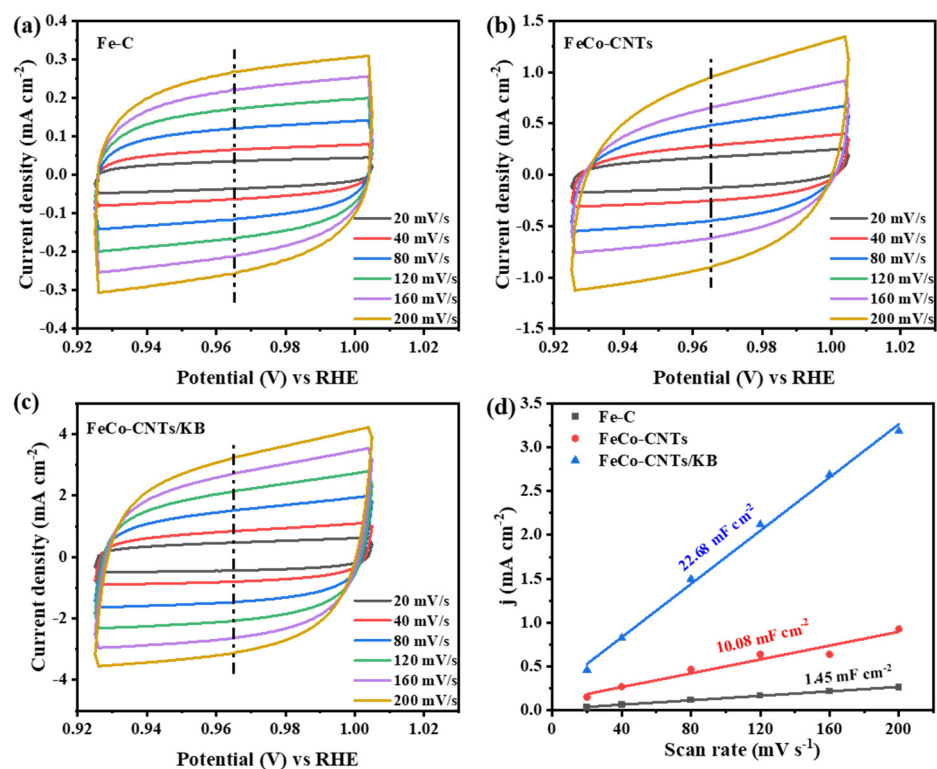 (a)
Fe-C
Current density (mA cm⁻²)
0.4
0.3
0.2
0.1
0.0
-0.1
-0.2
-0.3
-0.4
20 mV/s
40 mV/s
80 mV/s
120 mV/s
160 mV/s
200 mV/s
0.92
0.94
0.96
0.98
1.00
1.02
Potential (V) vs RHE
(b)
FeCo-CNTs
Current density (mA cm⁻²)
1.5
1.0
0.5
0.0
-0.5
-1.0
-1.5
20 mV/s
40 mV/s
80 mV/s
120 mV/s
160 mV/s
200 mV/s
0.92
0.94
0.96
0.98
1.00
1.02
Potential (V) vs RHE
(c)
FeCo-CNTs/KB
Current density (mA cm⁻²)
4
2
0
-2
-4
20 mV/s
40 mV/s
80 mV/s
120 mV/s
160 mV/s
200 mV/s
0.92
0.94
0.96
0.98
1.00
1.02
Potential (V) vs RHE
(d)
Fe-C
FeCo-CNTs
FeCo-CNTs/KB
j (mA cm⁻²)
3.5
3.0
2.5
2.0
1.5
1.0
0.5
0.0
22.68 mF cm⁻²
10.08 mF cm⁻²
1.45 mF cm⁻²
40
80
120
160
200
Scan rate (mV s⁻¹)